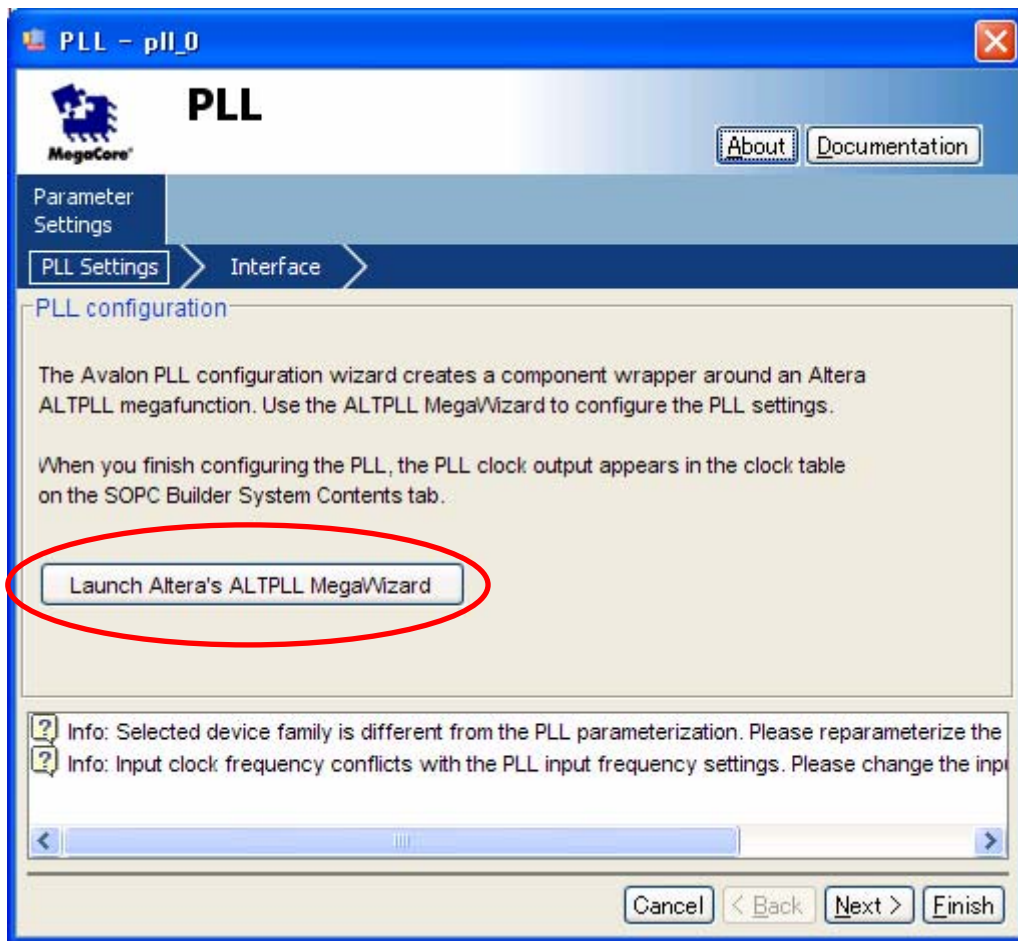 PLL - pll_0
PLL
MegaCore®
About Documentation
Parameter
Settings
PLL Settings Interface
PLL configuration
The Avalon PLL configuration wizard creates a component wrapper around an Altera
ALTPLL megafunction. Use the ALTPLL MegaWizard to configure the PLL settings.
When you finish configuring the PLL, the PLL clock output appears in the clock table
on the SOPC Builder System Contents tab.
Launch Altera's ALTPLL MegaWizard
Info: Selected device family is different from the PLL parameterization. Please reparameterize the
Info: Input clock frequency conflicts with the PLL input frequency settings. Please change the inpu
Cancel < Back Next > Finish